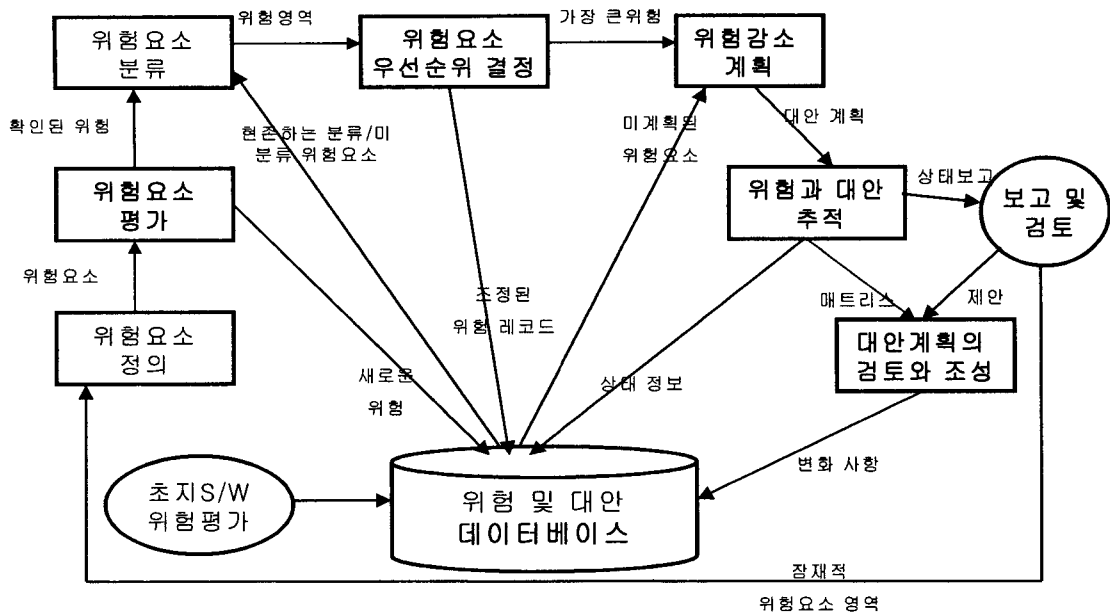 위험영역
가장 큰위험
위험요소
분류
위험요소
우선순위 결정
위험감소
계획
확인된 위험
현존하는 분류/미
분류 위험요소
미계획된
위험요소
대안 계획
위험요소
평가
위험과 대안
추적
상태보고
보고 및
검토
위험요소
조정된
위험 레코드
매트리스
제안
위험요소
정의
대안계획의
검토와 조성
새로운
위험
상태 정보
변화 사항
초지S/W
위험평가
위험 및 대안
데이터베이스
잠재적
위험요소 영역